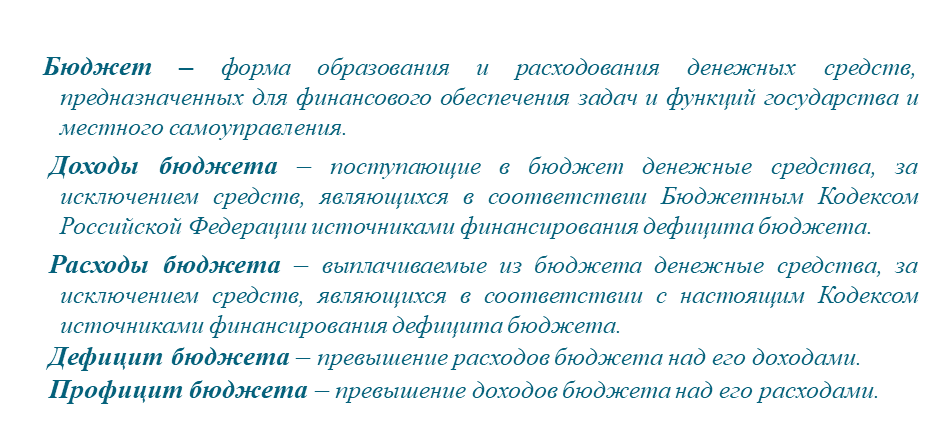 Бюджет – форма образования и расходования денежных средств,
предназначенных для финансового обеспечения задач и функций государства и
местного самоуправления.
Доходы бюджета – поступающие в бюджет денежные средства, за
исключением средств, являющихся в соответствии Бюджетным Кодексом
Российской Федерации источниками финансирования дефицита бюджета.
Расходы бюджета – выплачиваемые из бюджета денежные средства, за
исключением средств, являющихся в соответствии с настоящим Кодексом
источниками финансирования дефицита бюджета.
Дефицит бюджета – превышение расходов бюджета над его доходами.
Профицит бюджета – превышение доходов бюджета над его расходами.